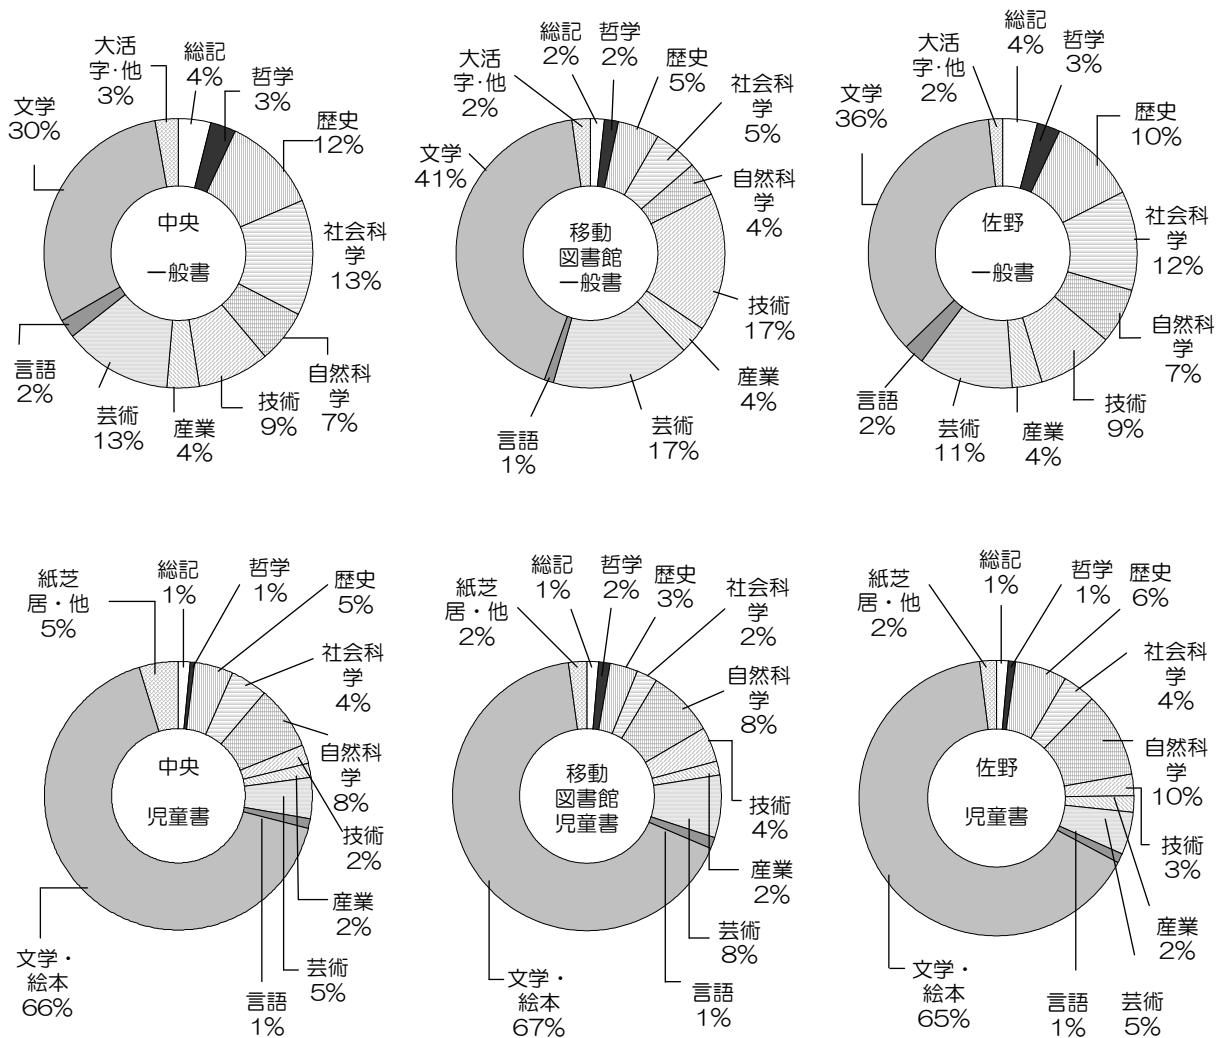 総記
4%
哲学
3%
歴史
12%
社会科
学
13%
自然科
学
7%
技術
9%
産業
4%
芸術
13%
言語
2%
文学
30%
大活
字・他
3%
中央
一般書
総記
2%
哲学
2%
歴史
5%
社会科
学
5%
自然科
学
4%
技術
17%
産業
4%
芸術
17%
言語
1%
文学
41%
大活
字・他
2%
移動
図書館
一般書
総記
4%
哲学
3%
歴史
10%
社会科
学
12%
自然科
学
7%
技術
9%
産業
4%
芸術
11%
言語
2%
文学
36%
大活
字・他
2%
佐野
一般書
総記
1%
哲学
1%
歴史
5%
社会科
学
4%
自然科
学
8%
技術
2%
産業
2%
芸術
5%
言語
1%
文学・
絵本
66%
紙芝
居・他
5%
中央
児童書
総記
1%
哲学
2%
歴史
3%
社会科
学
2%
自然科
学
8%
技術
4%
産業
2%
芸術
8%
言語
1%
文学・
絵本
67%
紙芝
居・他
2%
移動
図書館
児童書
総記
1%
哲学
1%
歴史
6%
社会科
学
4%
自然科
学
10%
技術
3%
産業
2%
芸術
5%
言語
1%
文学・
絵本
65%
紙芝
居・他
2%
佐野
児童書